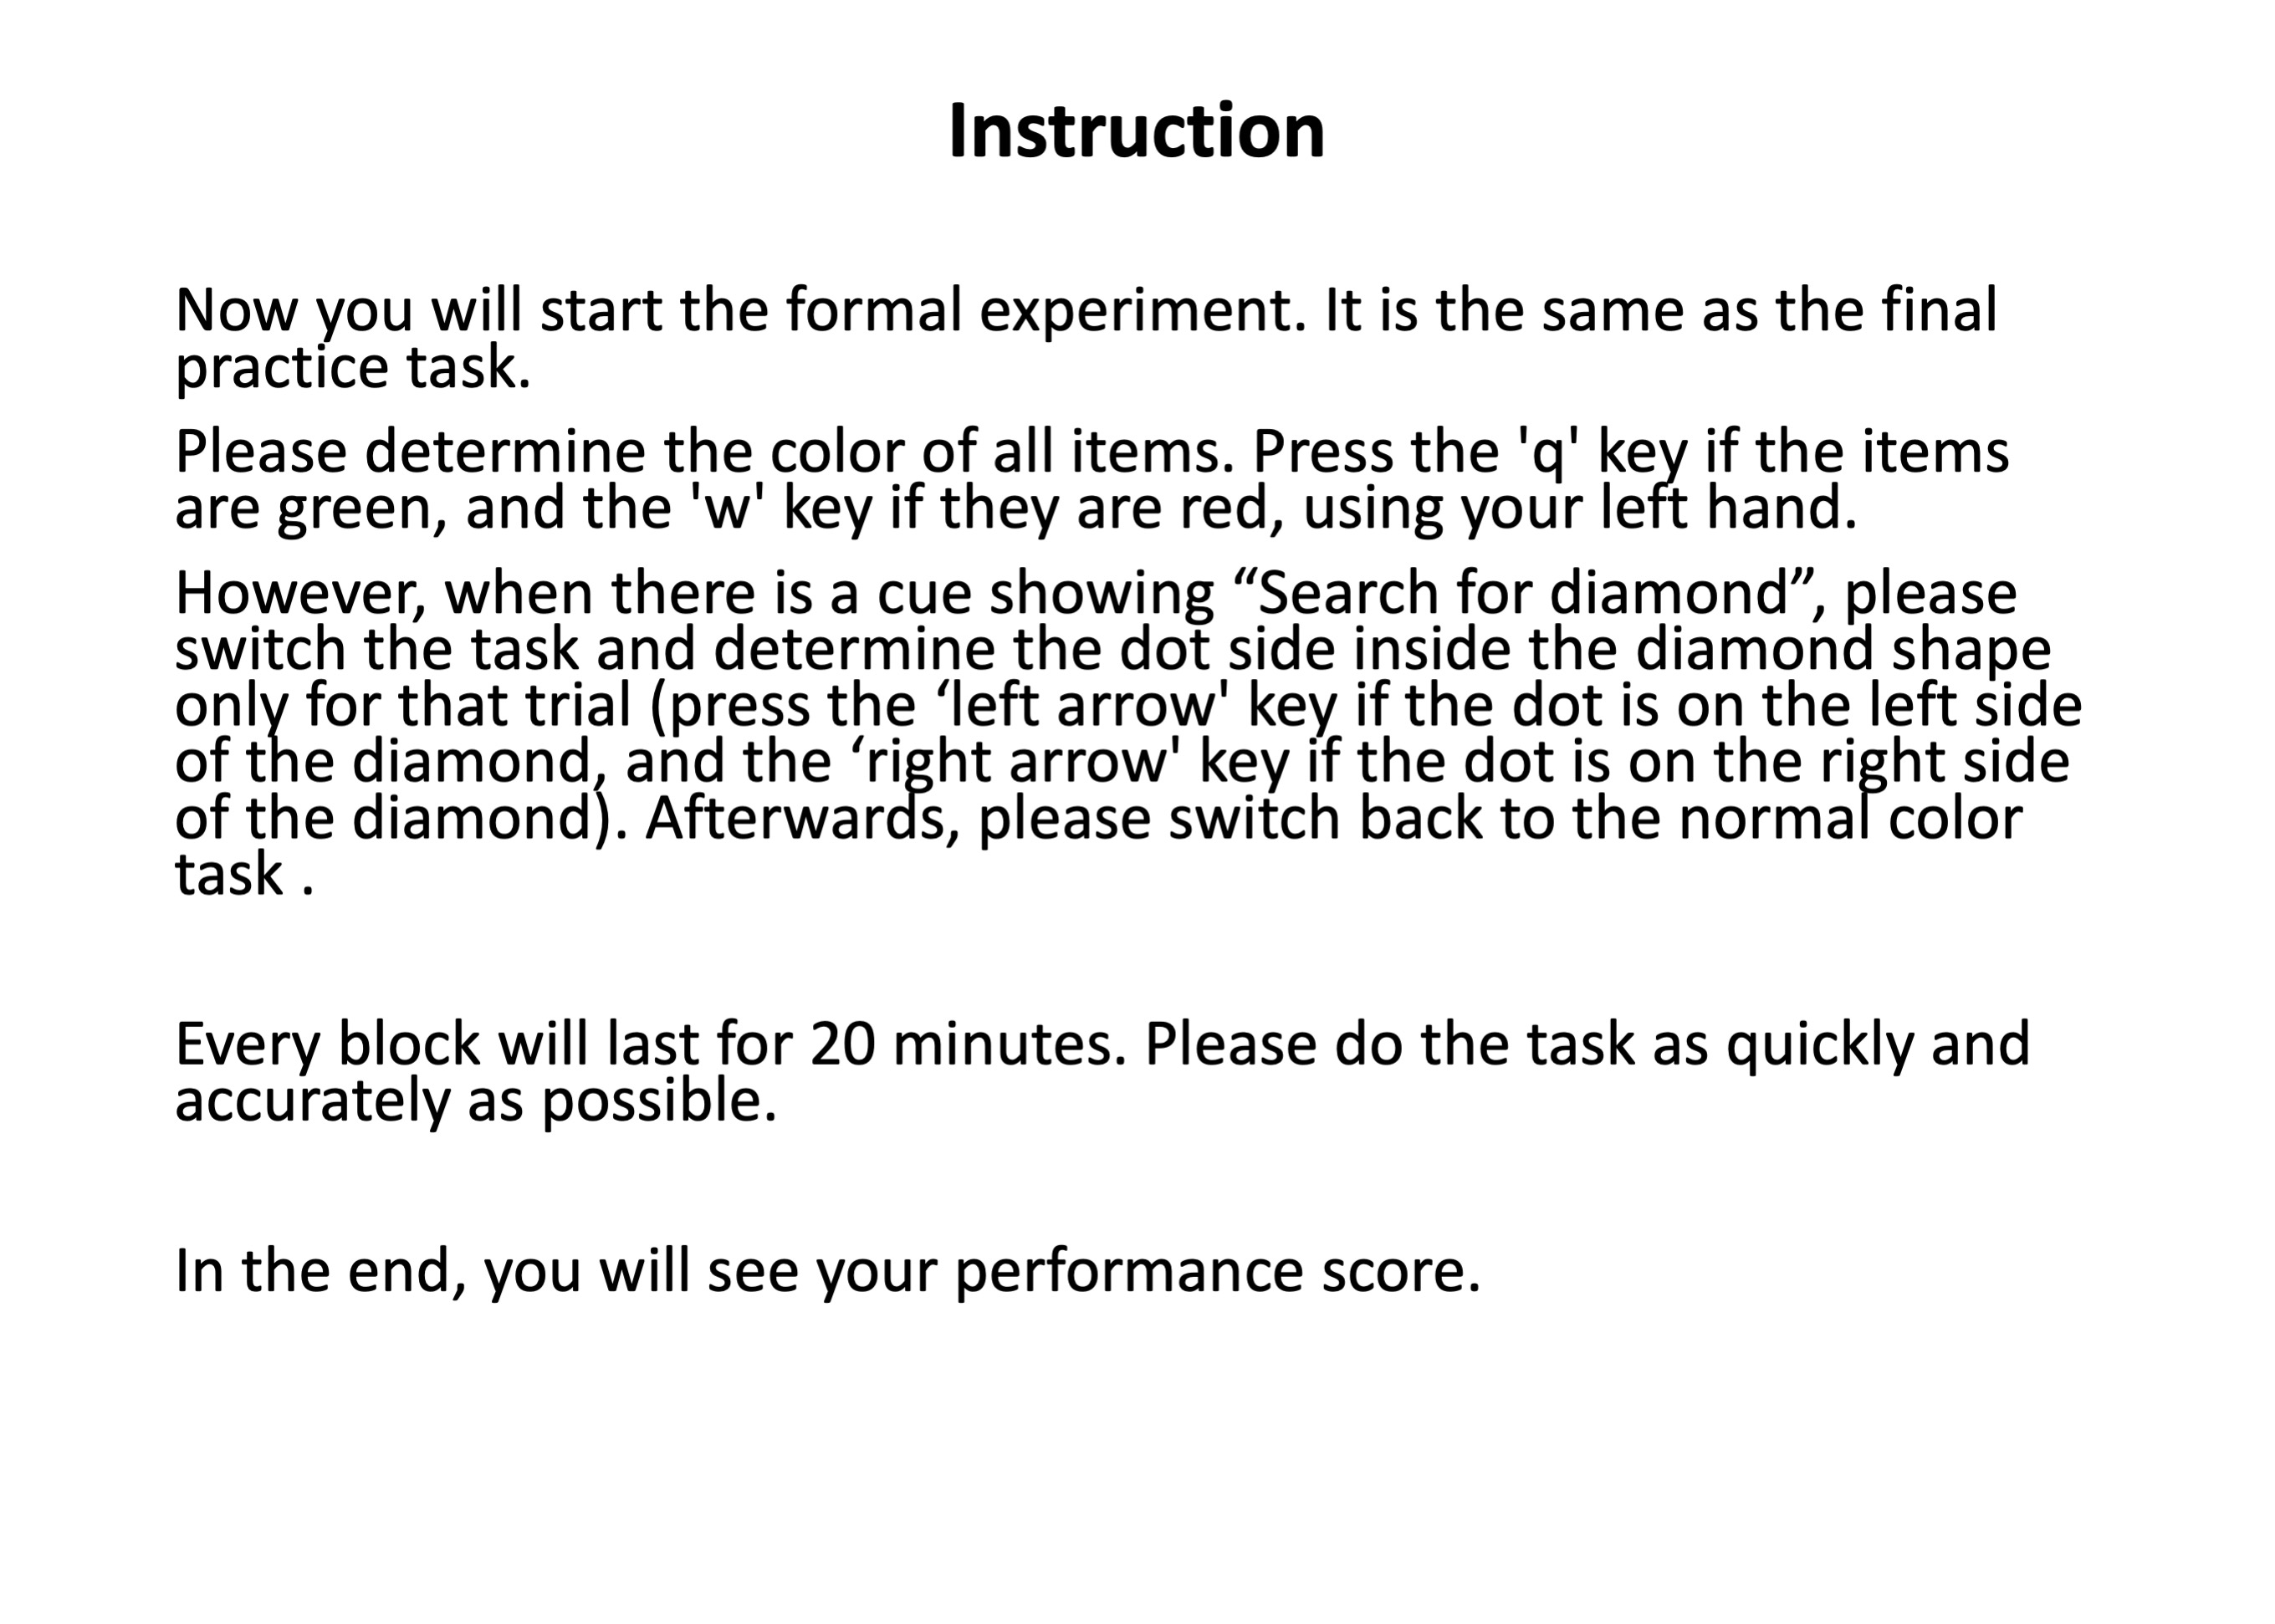 Instruction
Now you will start the formal experiment. It is the same as the final
practice task.
Please determine the color of all items. Press the 'q' key if the items
are green, and the 'w' key if they are red, using your left hand.
However, when there is a cue showing “Search for diamond”, please
switch the task and determine the dot side inside the diamond shape
only for that trial (press the ‘left arrow' key if the dot is on the left side
of the diamond, and the ‘right arrow' key if the dot is on the right side
of the diamond). Afterwards, please switch back to the normal color
task .
Every block will last for 20 minutes. Please do the task as quickly and
accurately as possible.
In the end, you will see your performance score.